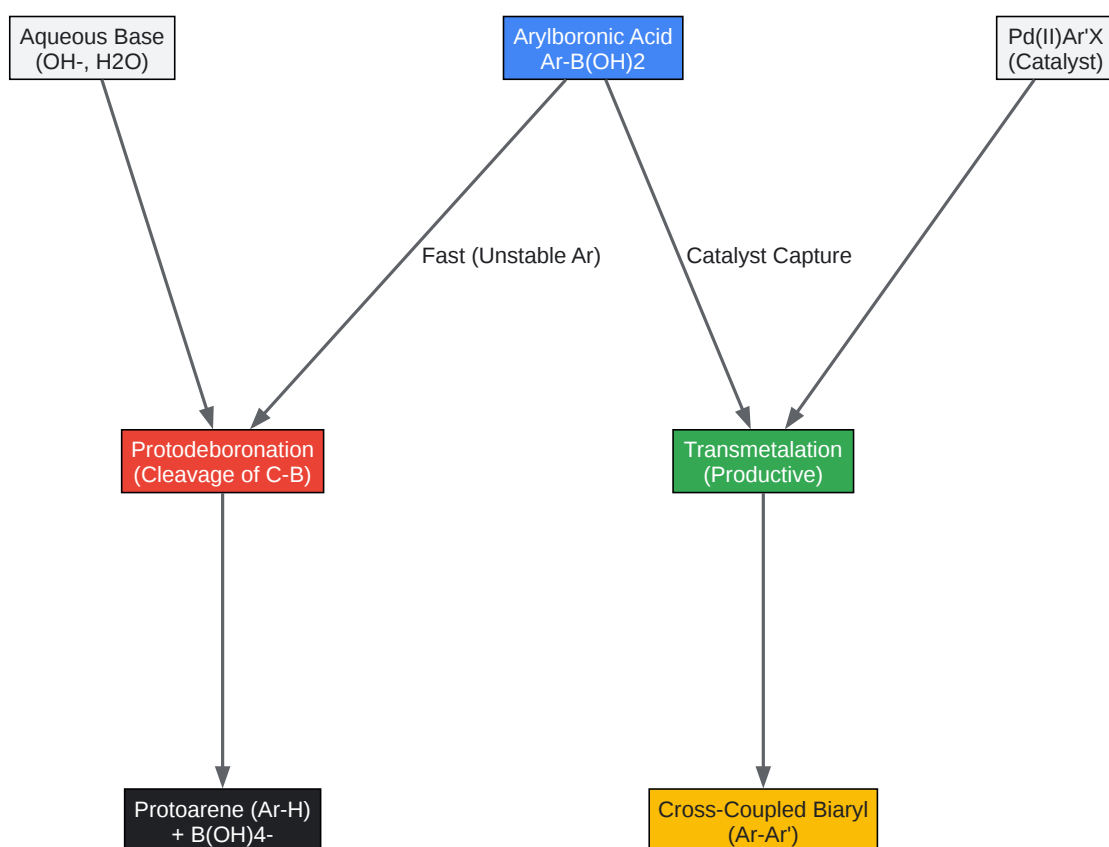 Aqueous Base
(OH-, H2O)
Arylboronic Acid
Ar-B(OH)2
Pd(II)Ar'X
(Catalyst)
Fast (Unstable Ar)
Catalyst Capture
Protodeboronation
(Cleavage of C-B)
Transmetalation
(Productive)
Protoarene (Ar-H)
+ B(OH)4-
Cross-Coupled Biaryl
(Ar-Ar')